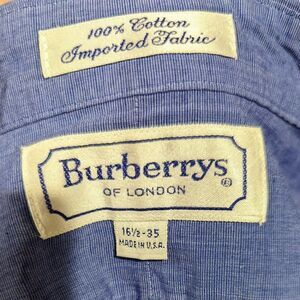 100% Cotton
Imported Fabric
Burberrys®
OF LONDON
16½-35
MADE IN U.S.A.